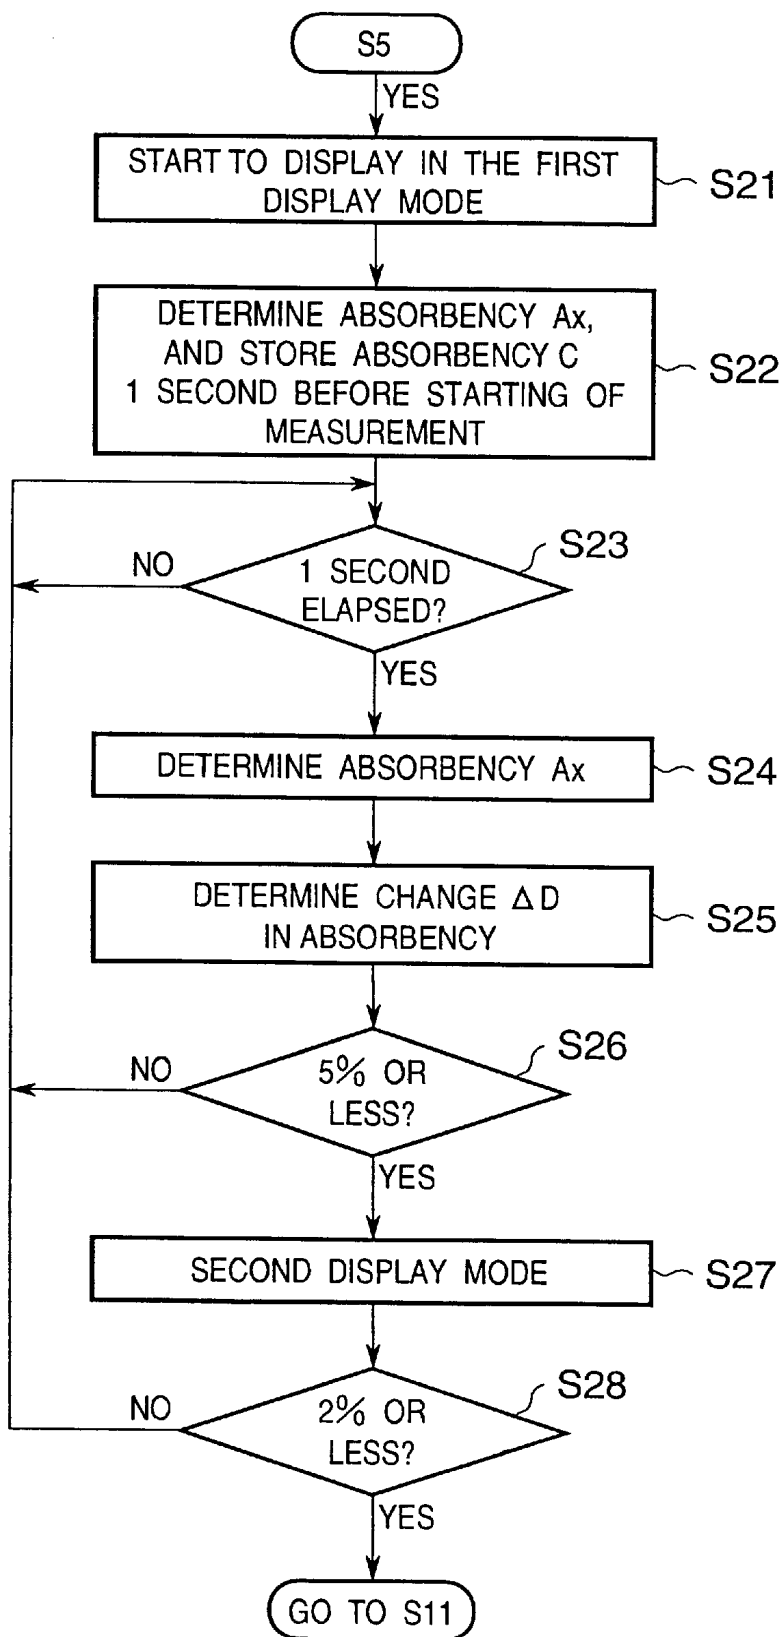 S5
YES
START TO DISPLAY IN THE FIRST
DISPLAY MODE
S21
DETERMINE ABSORBENCY Ax,
AND STORE ABSORBENCY C
1 SECOND BEFORE STARTING OF
MEASUREMENT
S22
1 SECOND
ELAPSED?
S23
NO
YES
DETERMINE ABSORBENCY Ax
S24
DETERMINE CHANGE Δ D
IN ABSORBENCY
S25
5% OR
LESS?
S26
NO
YES
SECOND DISPLAY MODE
S27
2% OR
LESS?
S28
NO
YES
GO TO S11